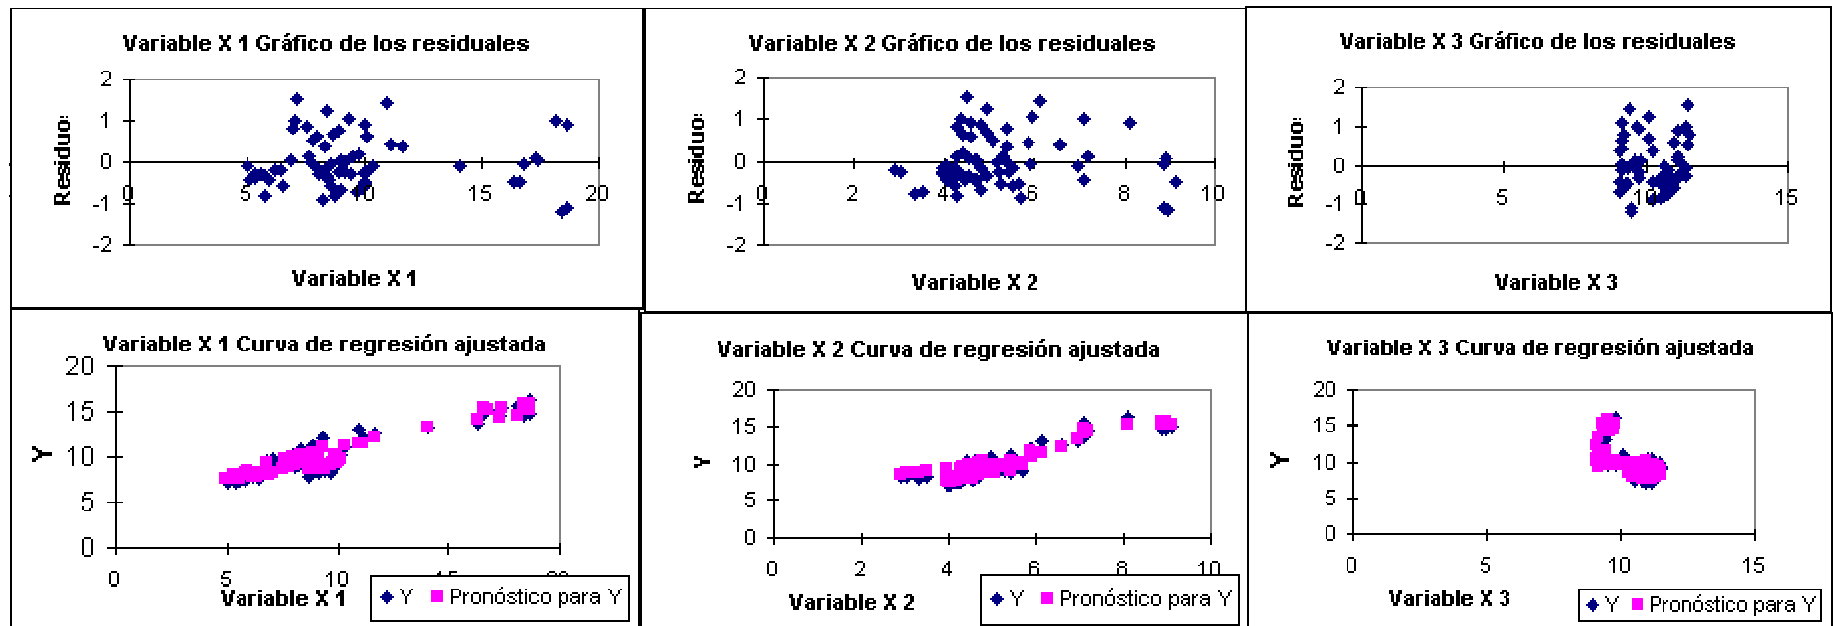 Variable X 1 Gráfico de los residuales
2
1
0
-1
-2
0
5
10
15
20
Residuo:
Variable X 1
Variable X 2 Gráfico de los residuales
2
1
0
-1
-2
0
2
4
6
8
10
Residuo:
Variable X 2
Variable X 3 Gráfico de los residuales
2
1
0
-1
-2
0
5
10
15
Residuo:
Variable X 3
Variable X 1 Curva de regresión ajustada
20
15
10
5
0
0
5
10
Y
Variable X 1
Y
Pronóstico para Y
Variable X 2 Curva de regresión ajustada
20
15
10
5
0
0
2
4
6
8
10
Y
Variable X 2
Y
Pronóstico para Y
Variable X 3 Curva de regresión ajustada
20
15
10
5
0
0
5
10
15
Y
Variable X 3
Y
Pronóstico para Y